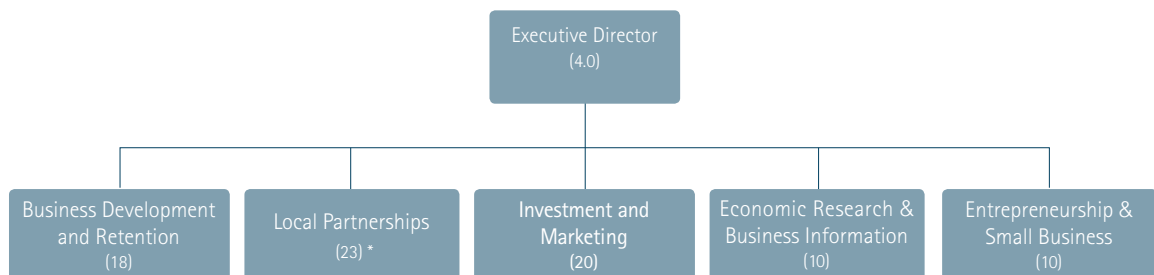 Executive Director
(4.0)
Business Development
and Retention
(18)
Local Partnerships
(23) *
Investment and
Marketing
(20)
Economic Research &
Business Information
(10)
Entrepreneurship &
Small Business
(10)